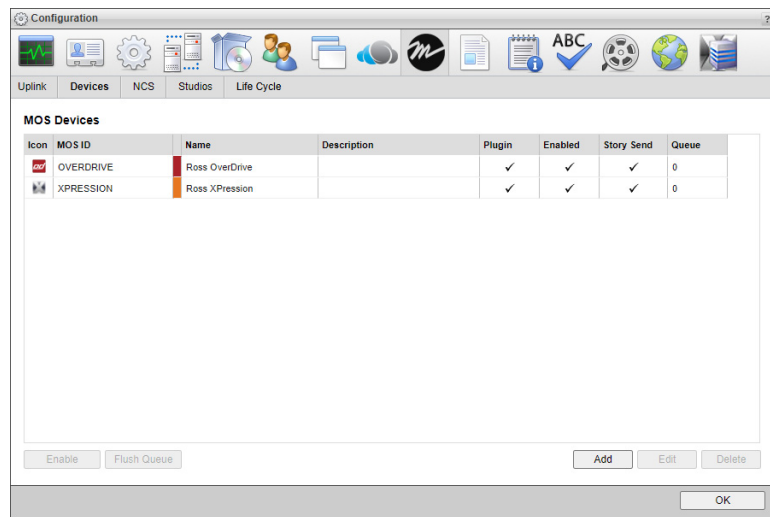 Configuration ?
ABC
Uplink Devices NCS Studios Life Cycle
MOS Devices
Icon MOS ID Name Description Plugin Enabled Story Send Queue
OVERDRIVE Ross OverDrive 0
XPRESSION Ross XPression 0
Enable Flush Queue Add Edit Delete
OK